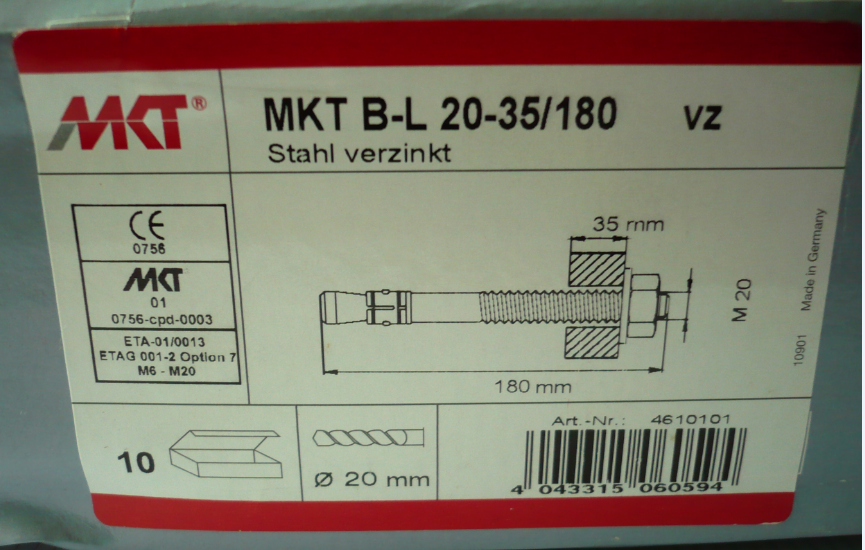 MKT®
MKT B-L 20-35/180 VZ
Stahl verzinkt
CE
0756
MKT
01
0756-cpd-0003
ETA-01/0013
ETAG 001-2 Option 7
M6 - M20
35 mm
180 mm
M 20
Made in Germany
10901
10
Ø 20 mm
Art.-Nr.: 4610101
4 043315 060594